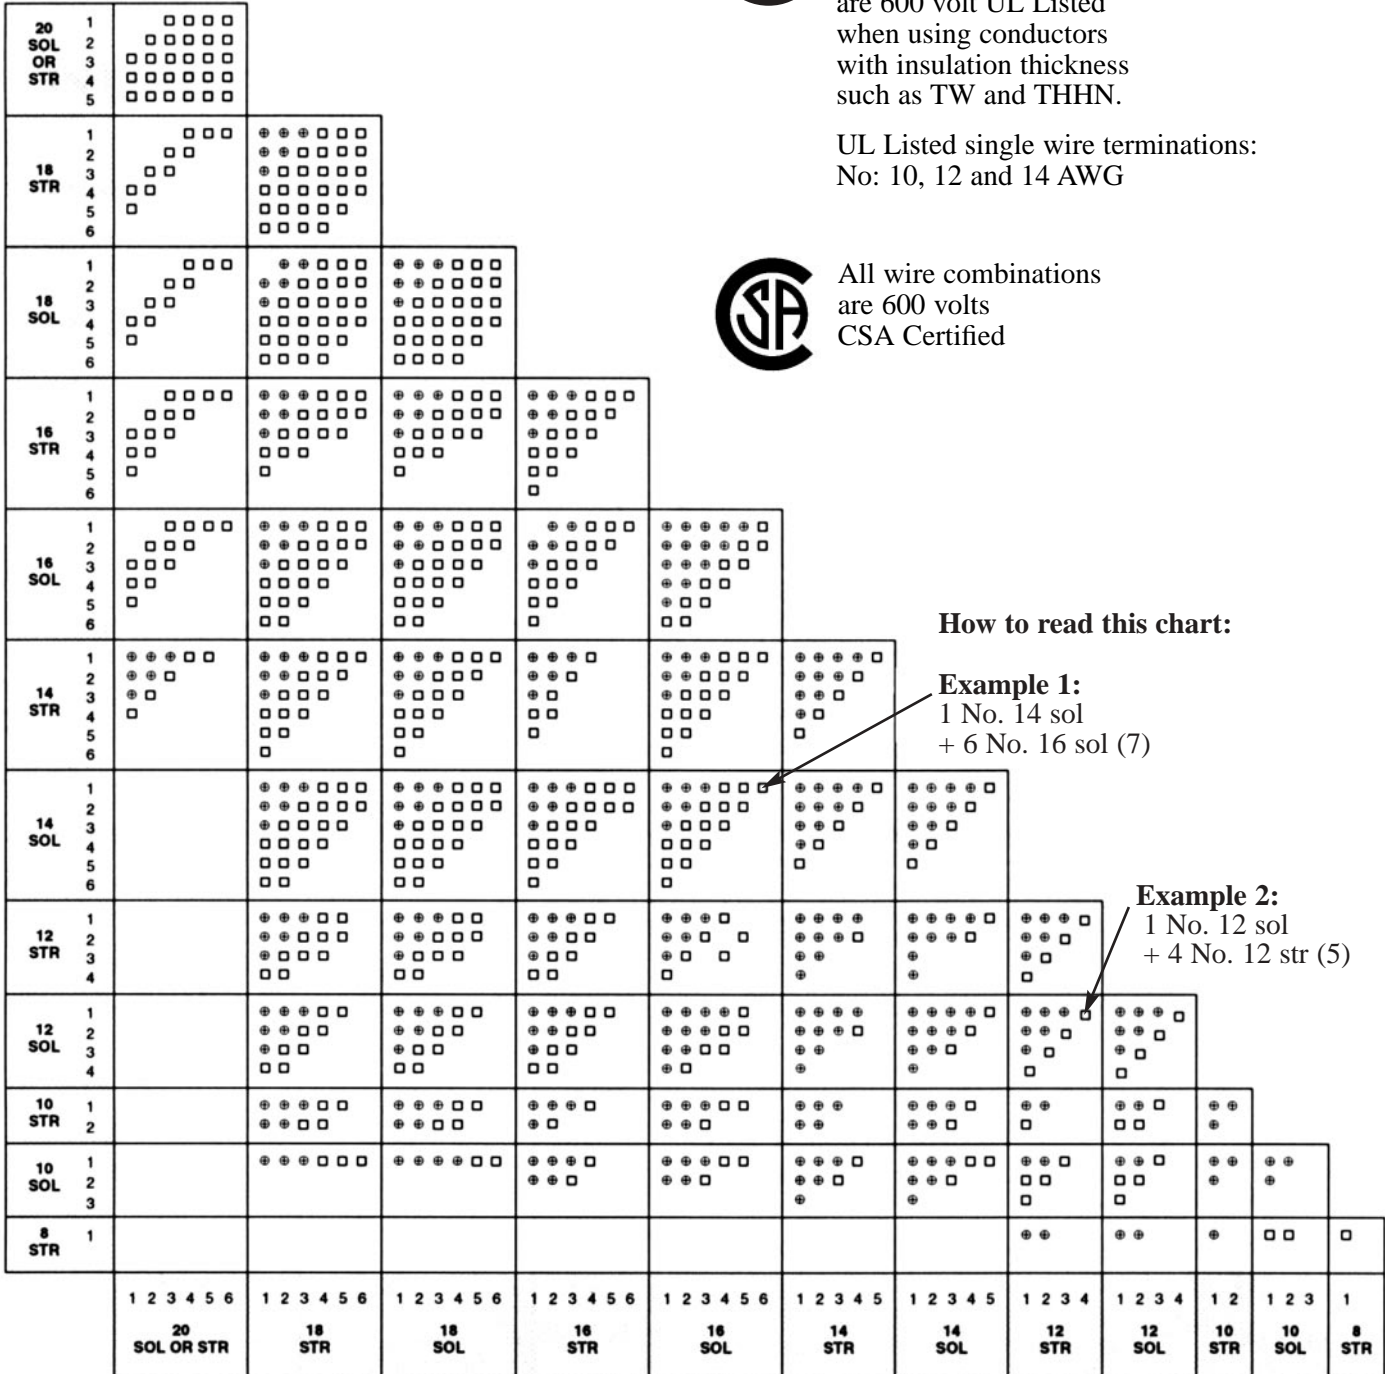 are 600 volt UL Listed
when using conductors
with insulation thickness
such as TW and THHN.
UL Listed single wire terminations:
No: 10, 12 and 14 AWG
CSA
All wire combinations
are 600 volts
CSA Certified
20
SOL
OR
STR
1
2
3
4
5
18
STR
1
2
3
4
5
6
18
SOL
1
2
3
4
5
6
16
STR
1
2
3
4
5
6
16
SOL
1
2
3
4
5
6
How to read this chart:
14
STR
1
2
3
4
5
6
Example 1:
1 No. 14 sol
+ 6 No. 16 sol (7)
14
SOL
1
2
3
4
5
6
Example 2:
1 No. 12 sol
+ 4 No. 12 str (5)
12
STR
1
2
3
4
12
SOL
1
2
3
4
10
STR
1
2
10
SOL
1
2
3
8
STR
1
1 2 3 4 5 6 1 2 3 4 5 6 1 2 3 4 5 6 1 2 3 4 5 6 1 2 3 4 5 6 1 2 3 4 5 1 2 3 4 5 1 2 3 4 1 2 3 4 1 2 1 2 3 1
20 18 18 16 16 14 14 12 12 10 10 8
SOL OR STR STR SOL STR SOL STR SOL STR SOL STR SOL STR